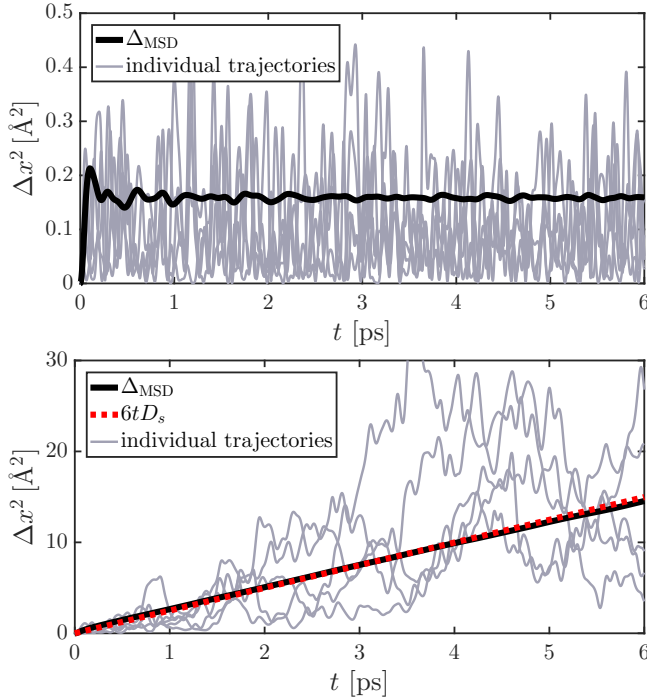 0.5
0.4
0.3
0.2
0.1
0
Δx² [Å²]
Δ_MSD
individual trajectories
0 1 2 3 4 5 6
t [ps]
30
20
10
0
Δx² [Å²]
Δ_MSD
6tD_s
individual trajectories
0 1 2 3 4 5 6
t [ps]